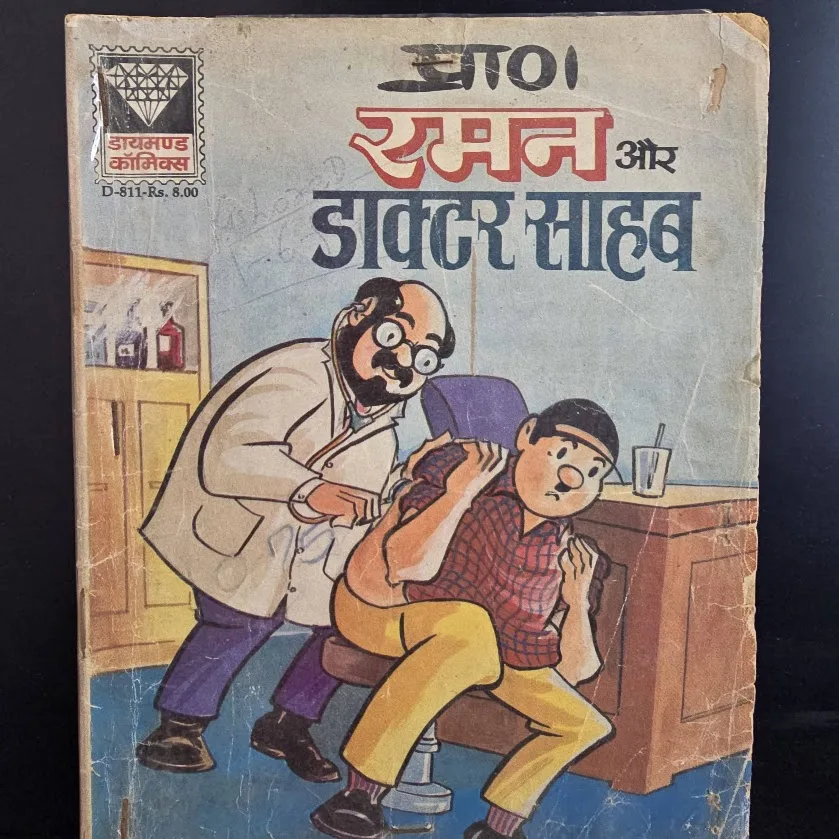 डायमण्ड
कॉमिक्स
D-811-Rs. 8.00
प्राण
रमन और
डाक्टर साहब